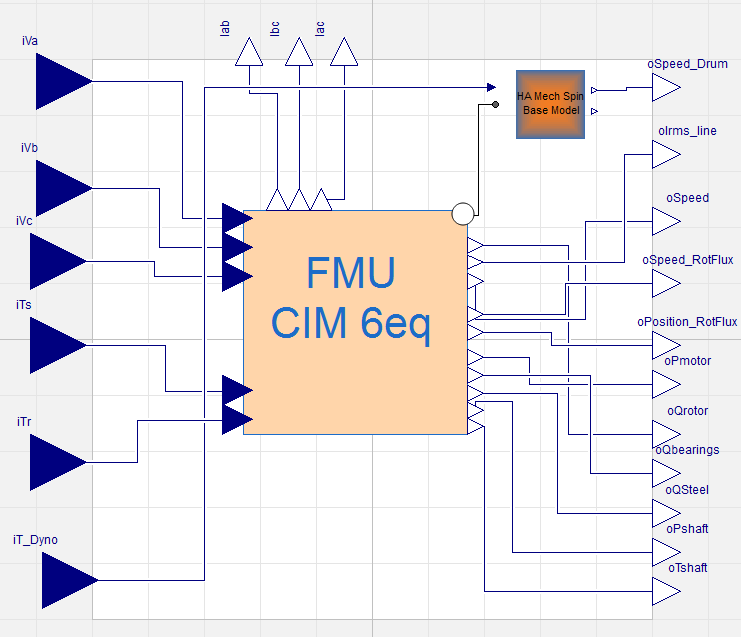 Iab
Ibc
Iac
iVa
oSpeed_Drum
HA Mech Spin
Base Model
oIrms_line
iVb
oSpeed
iVc
oSpeed_RotFlux
FMU
CIM 6eq
iTs
oPosition_RotFlux
oPmotor
oQrotor
iTr
oQbearings
oQSteel
oPshaft
iT_Dyno
oTshaft